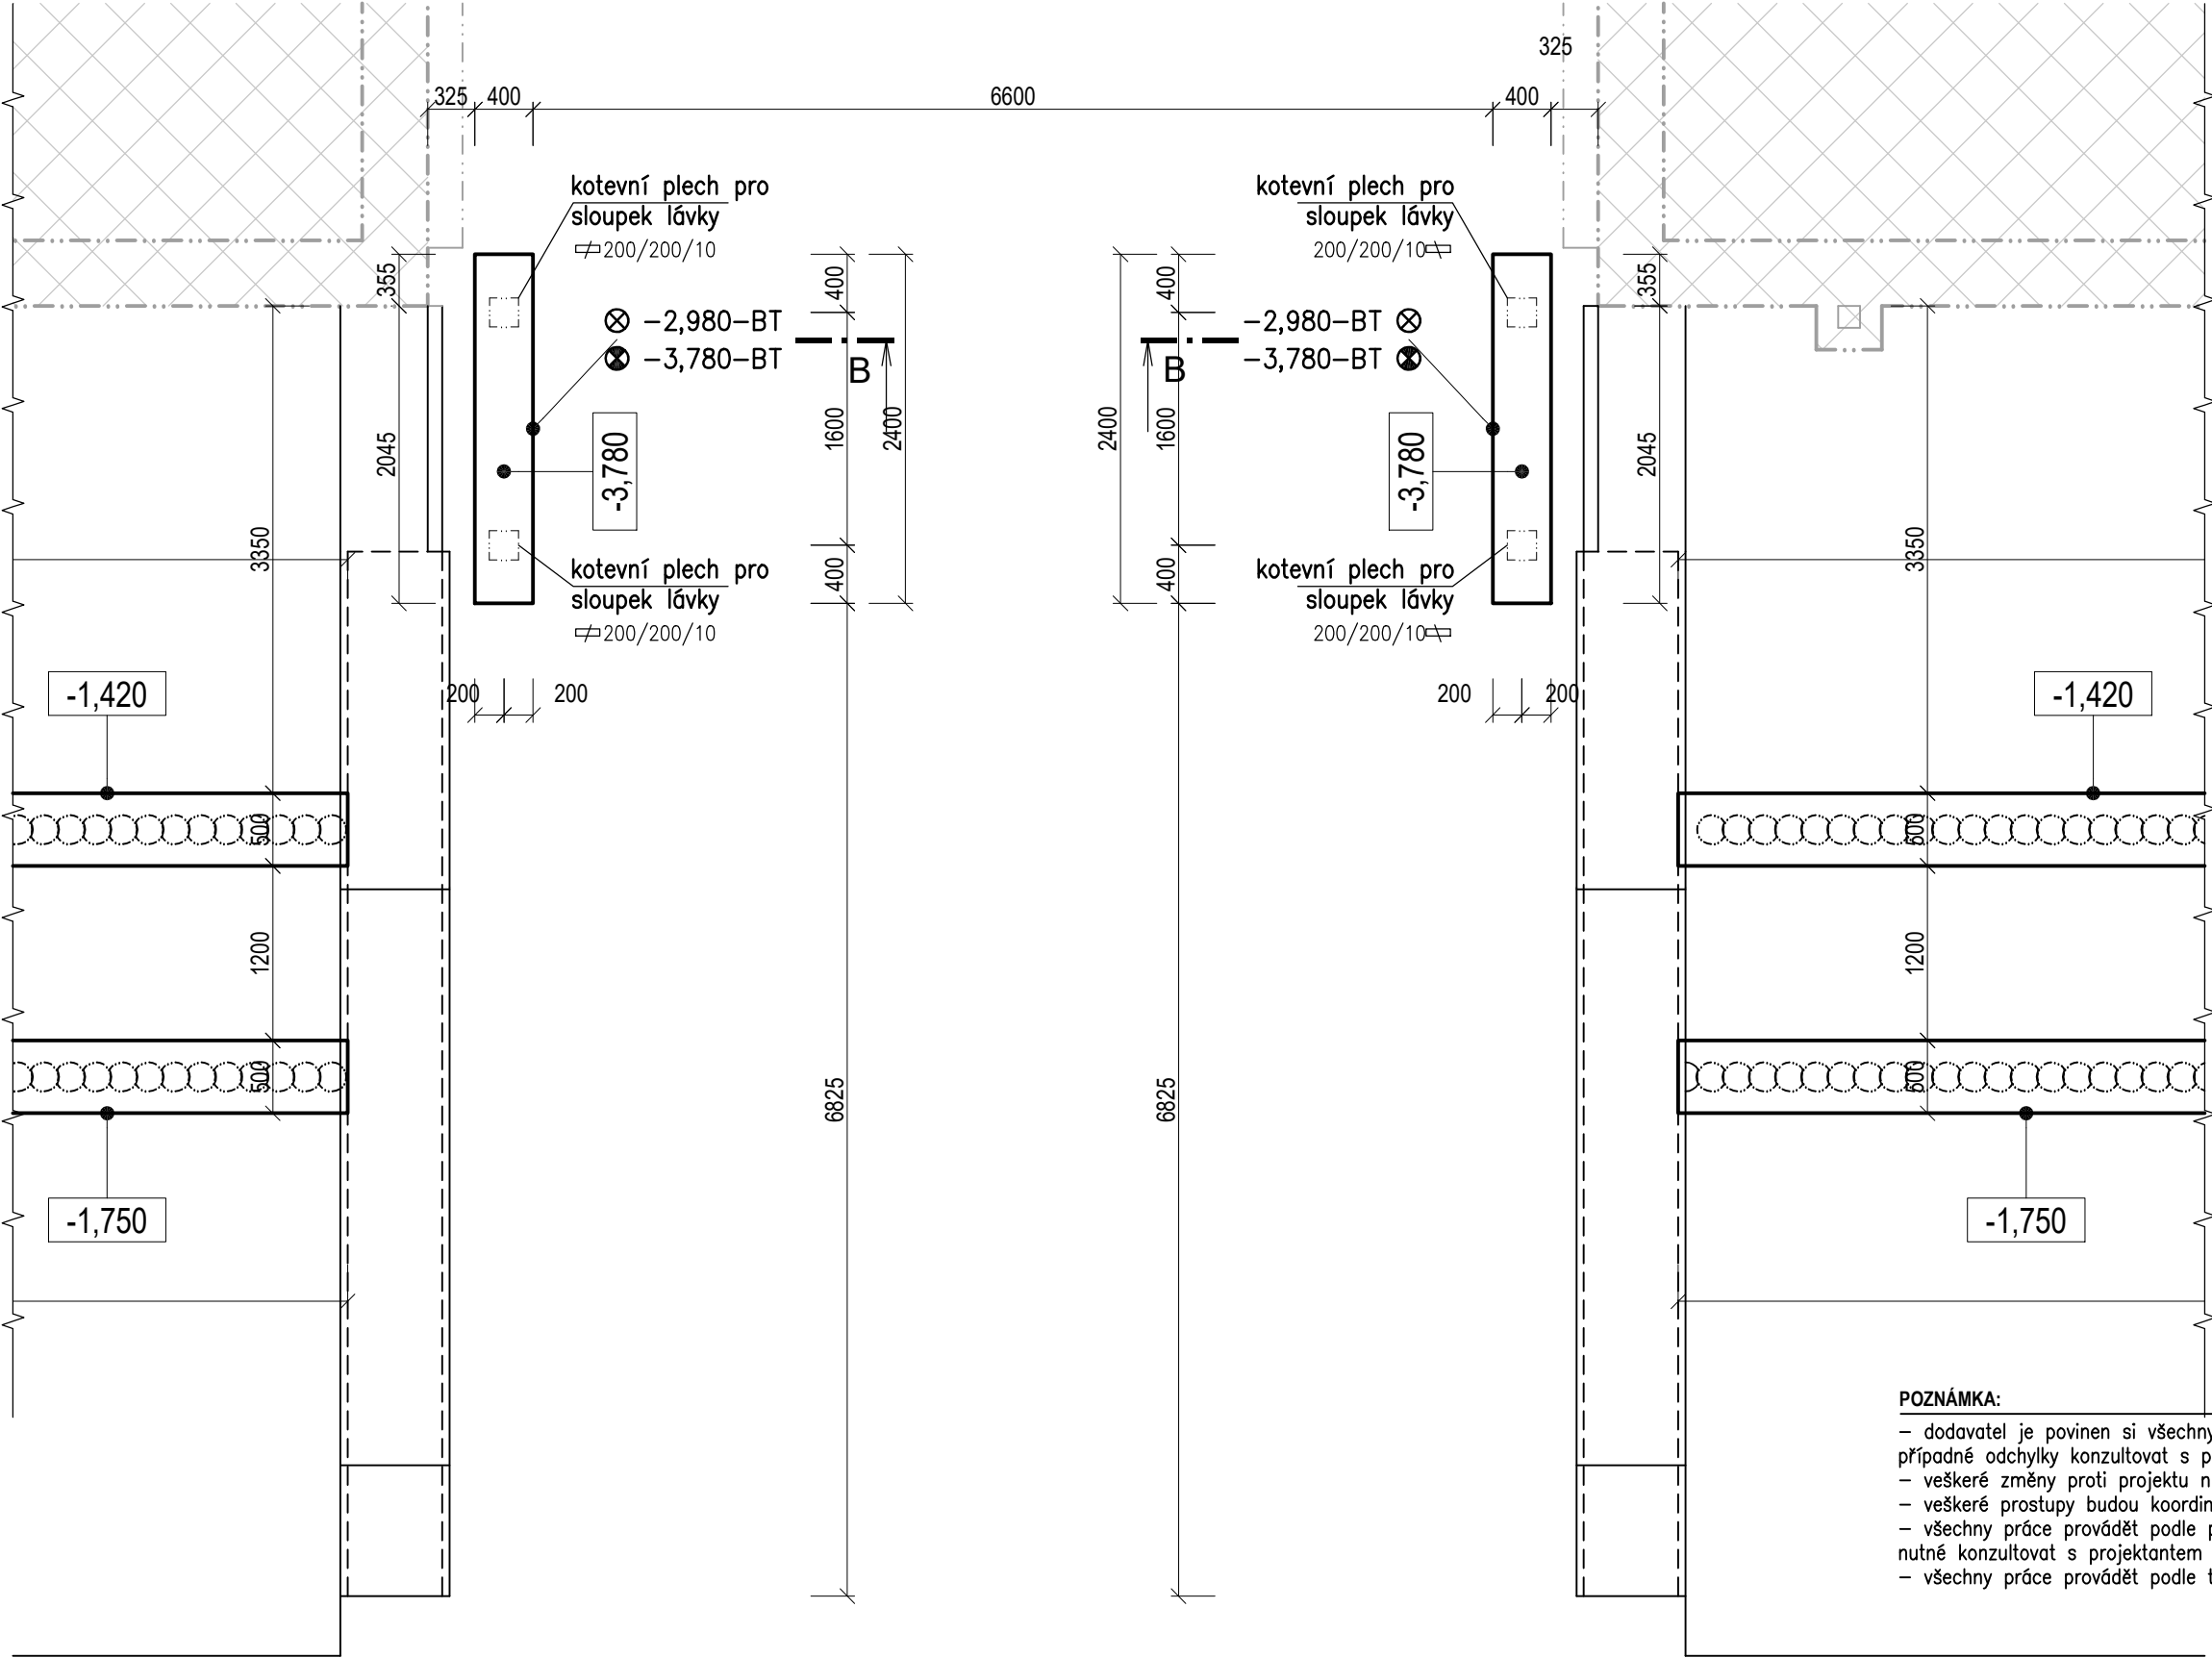 325
325
400
6600
400
kotevní plech pro
sloupek lávky
200/200/10
kotevní plech pro
sloupek lávky
200/200/10
355
400
400
355
-2,980-BT
-3,780-BT
B
-2,980-BT
-3,780-BT
B
2045
-3,780
1600
2400
2400
1600
-3,780
2045
3350
3350
kotevní plech pro
sloupek lávky
200/200/10
400
400
kotevní plech pro
sloupek lávky
200/200/10
200
200
200
200
-1,420
-1,420
500
500
1200
1200
500
500
6825
6825
-1,750
-1,750
POZNÁMKA:
- dodavatel je povinen si všechny
případné odchylky konzultovat s p
- veškeré změny proti projektu n
- veškeré prostupy budou koordin
- všechny práce provádět podle p
nutné konzultovat s projektantem
- všechny práce provádět podle t